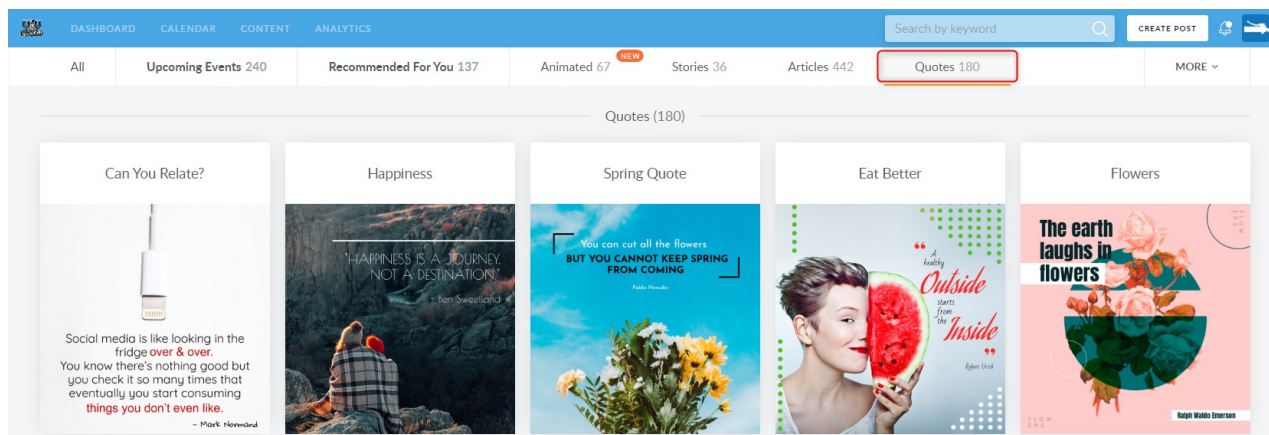 DASHBOARD CALENDAR CONTENT ANALYTICS Search by keyword CREATE POST
All Upcoming Events 240 Recommended For You 137 Animated 67 NEW Stories 36 Articles 442 Quotes 180 MORE
Quotes (180)
Can You Relate? Happiness Spring Quote Eat Better Flowers
Social media is like looking in the
fridge over & over.
You know there's nothing good but
you check it so many times that
eventually you start consuming
things you don't even like.
- Mark Normand
"HAPPINESS IS A JOURNEY,
NOT A DESTINATION."
- Ben Sweetland
You can cut all the flowers
BUT YOU CANNOT KEEP SPRING
FROM COMING
- Pablo Neruda -
“
A
healthy
Outside
starts
from
the
Inside
”
Robert Urich
The earth
laughs in
flowers
FLOW
ERS
Ralph Waldo Emerson
FLOW
ERS